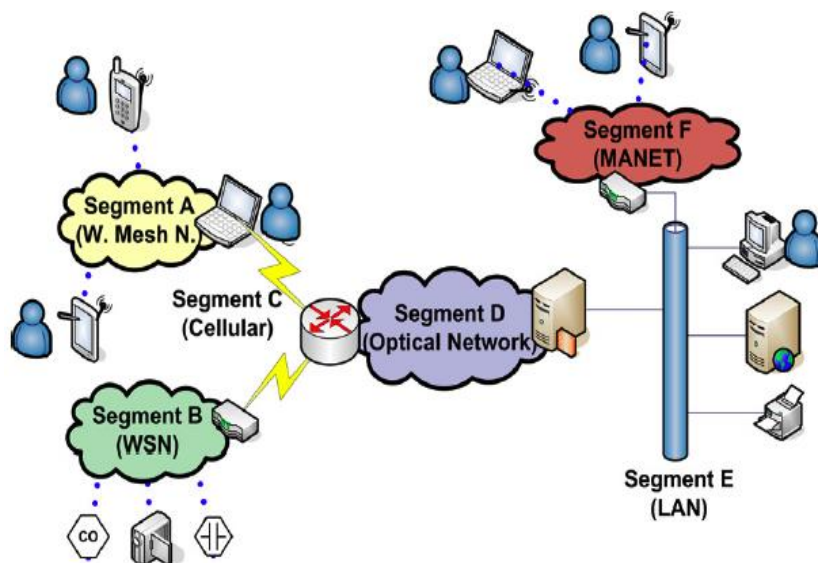 Segment F
(MANET)
Segment A
(W. Mesh N.)
Segment C
(Cellular)
Segment D
(Optical Network)
Segment B
(WSN)
Segment E
(LAN)
CO